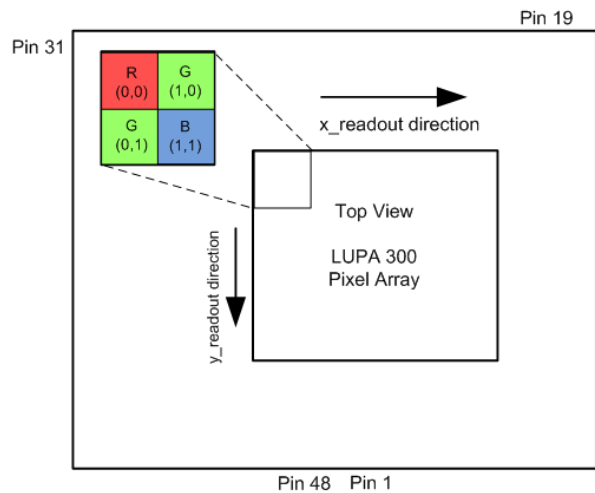 Pin 19
Pin 31
R
(0,0)
G
(1,0)
G
(0,1)
B
(1,1)
x_readout direction
Top View
LUPA 300
Pixel Array
y_readout direction
Pin 48 Pin 1